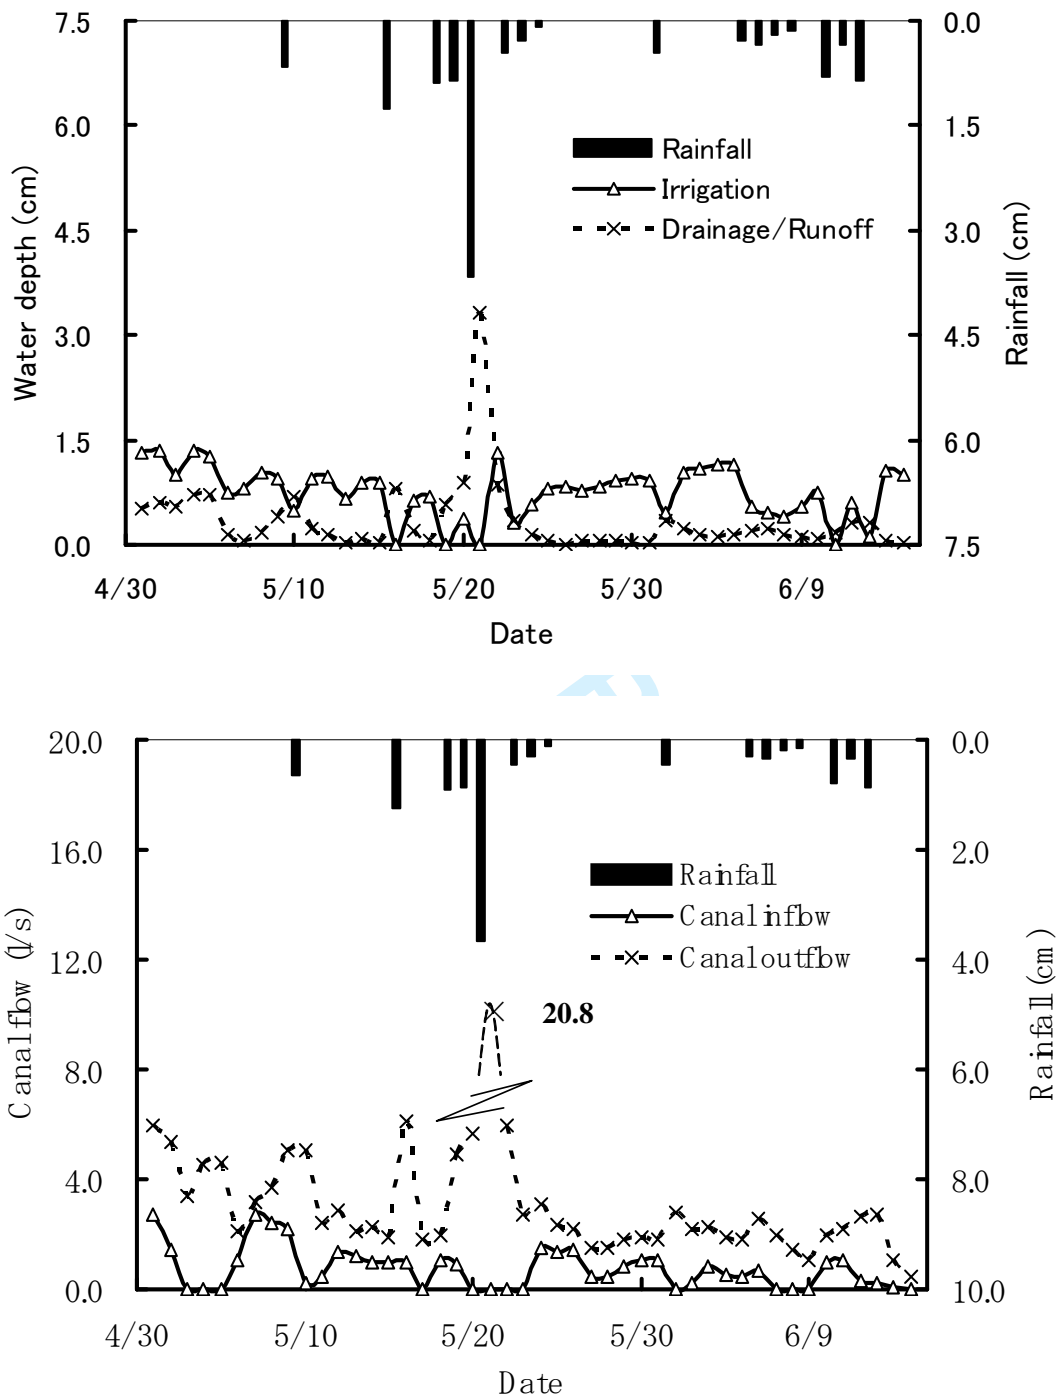 7.5
0.0
6.0
1.5
Rainfall
Irrigation
Drainage/Runoff
4.5
3.0
Water depth (cm)
Rainfall (cm)
3.0
4.5
1.5
6.0
0.0
7.5
4/30
5/10
5/20
5/30
6/9
Date
20.0
0.0
16.0
2.0
Rainfall
Canal inflow
Canal outflow
12.0
4.0
Canal flow (l/s)
Rainfall (cm)
20.8
8.0
6.0
4.0
8.0
0.0
10.0
4/30
5/10
5/20
5/30
6/9
Date